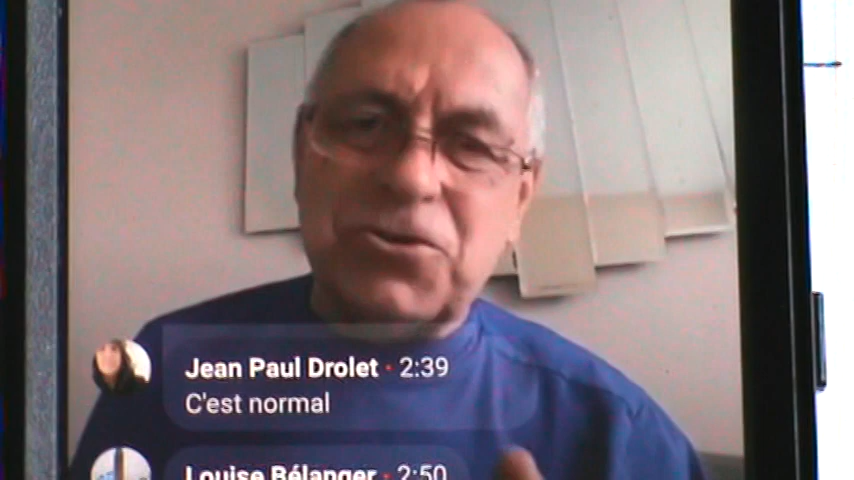 Jean Paul Drolet • 2:39
C'est normal
Louise Bélanger • 2:50